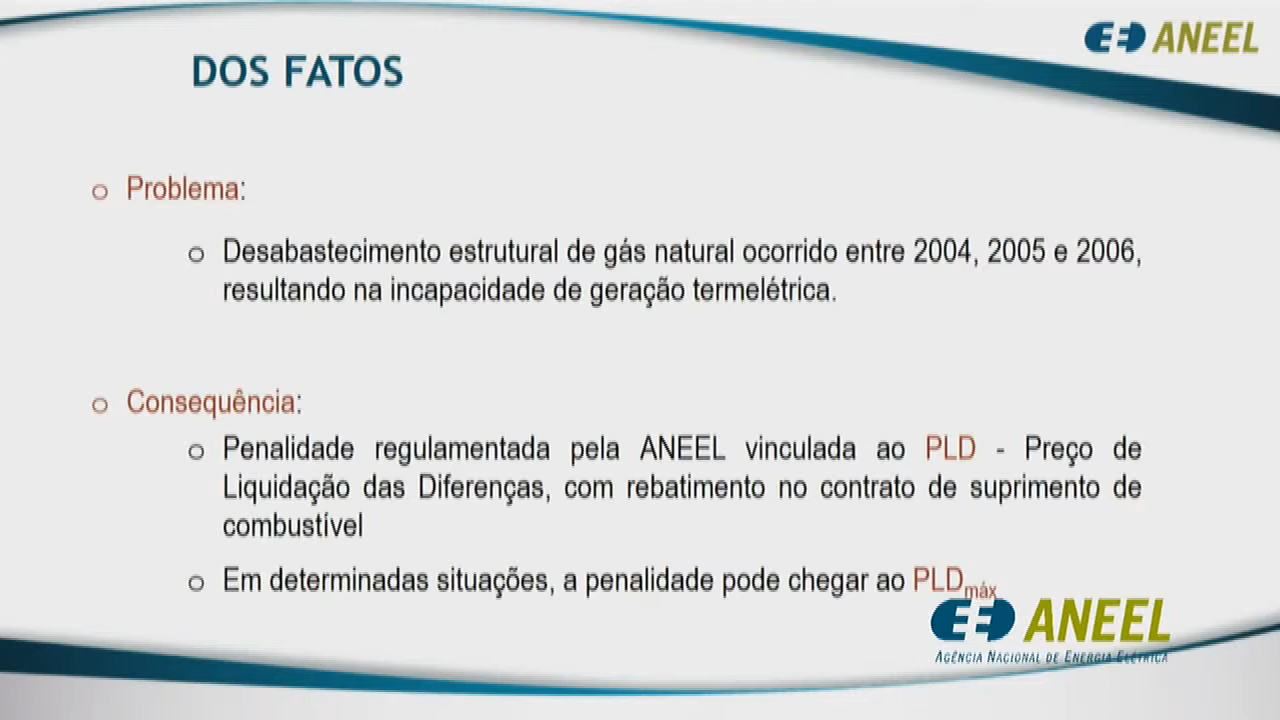 ANEEL
DOS FATOS
o Problema:
o Desabastecimento estrutural de gás natural ocorrido entre 2004, 2005 e 2006,
resultando na incapacidade de geração termelétrica.
o Consequência:
o Penalidade regulamentada pela ANEEL vinculada ao PLD - Preço de
Liquidação das Diferenças, com rebatimento no contrato de suprimento de
combustível
o Em determinadas situações, a penalidade pode chegar ao PLDmáx
ANEEL
AGÊNCIA NACIONAL DE ENERGIA ELÉTRICA